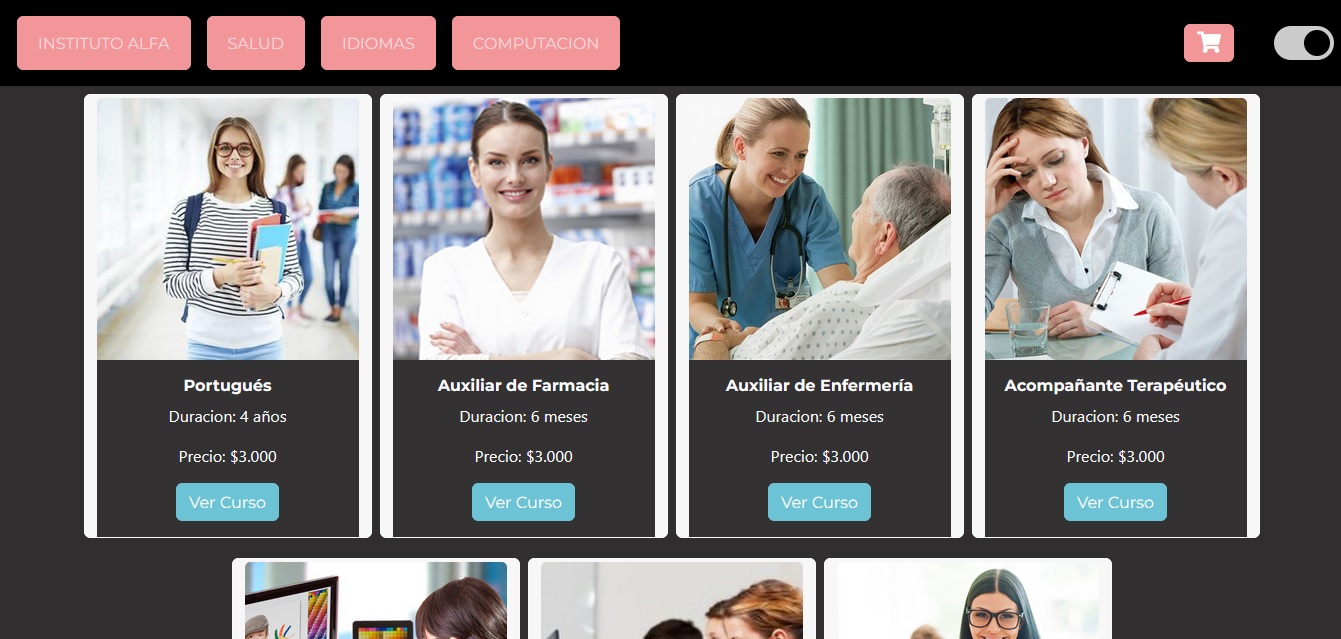 INSTITUTO ALFA SALUD IDIOMAS COMPUTACION
Portugués
Duracion: 4 años
Precio: $3.000
Ver Curso
Auxiliar de Farmacia
Duracion: 6 meses
Precio: $3.000
Ver Curso
Auxiliar de Enfermería
Duracion: 6 meses
Precio: $3.000
Ver Curso
Acompañante Terapéutico
Duracion: 6 meses
Precio: $3.000
Ver Curso